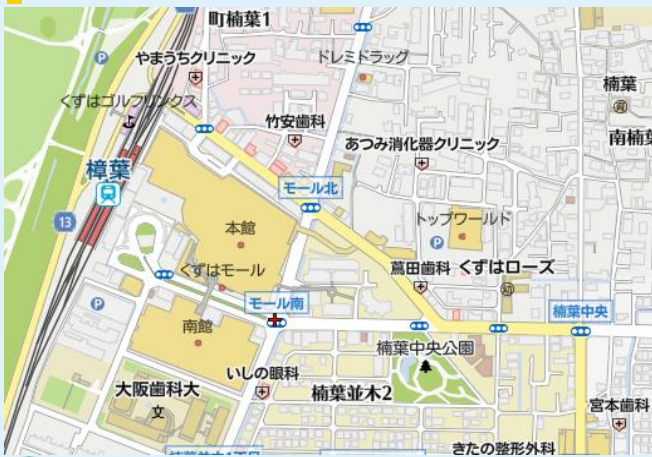 町楠葉1
やまうちクリニック
ドレミドラッグ
くずはゴルフリンクス
楠葉
竹安歯科
南楠葉
あつみ消化器クリニック
樟葉
モール北
13
本館
トップワールド
くずはモール
蔦田歯科
くずはローズ
モール南
楠葉中央
南館
楠葉中央公園
いしの眼科
大阪歯科大
楠葉並木2
宮本歯科
きたの整形外科